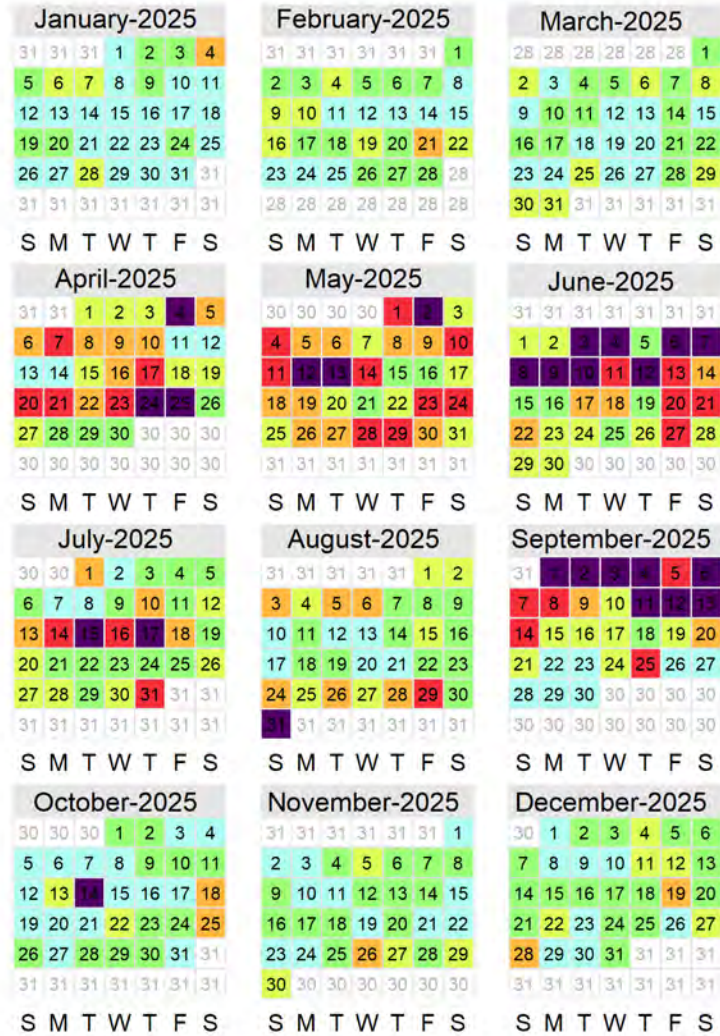 January-2025
31 31 31 1 2 3 4
5 6 7 8 9 10 11
12 13 14 15 16 17 18
19 20 21 22 23 24 25
26 27 28 29 30 31 31
31 31 31 31 31 31 31
S M T W T F S
February-2025
31 31 31 31 31 31 1
2 3 4 5 6 7 8
9 10 11 12 13 14 15
16 17 18 19 20 21 22
23 24 25 26 27 28 28
28 28 28 28 28 28 28
S M T W T F S
March-2025
28 28 28 28 28 28 1
2 3 4 5 6 7 8
9 10 11 12 13 14 15
16 17 18 19 20 21 22
23 24 25 26 27 28 29
30 31 31 31 31 31 31
S M T W T F S
April-2025
31 31 1 2 3 4 5
6 7 8 9 10 11 12
13 14 15 16 17 18 19
20 21 22 23 24 25 26
27 28 29 30 30 30 30
30 30 30 30 30 30 30
S M T W T F S
May-2025
30 30 30 30 1 2 3
4 5 6 7 8 9 10
11 12 13 14 15 16 17
18 19 20 21 22 23 24
25 26 27 28 29 30 31
31 31 31 31 31 31 31
S M T W T F S
June-2025
31 31 31 31 31 31 31
1 2 3 4 5 6 7
8 9 10 11 12 13 14
15 16 17 18 19 20 21
22 23 24 25 26 27 28
29 30 30 30 30 30 30
S M T W T F S
July-2025
30 30 1 2 3 4 5
6 7 8 9 10 11 12
13 14 15 16 17 18 19
20 21 22 23 24 25 26
27 28 29 30 31 31 31
31 31 31 31 31 31 31
S M T W T F S
August-2025
31 31 31 31 31 1 2
3 4 5 6 7 8 9
10 11 12 13 14 15 16
17 18 19 20 21 22 23
24 25 26 27 28 29 30
31 31 31 31 31 31 31
S M T W T F S
September-2025
31 1 2 3 4 5 6
7 8 9 10 11 12 13
14 15 16 17 18 19 20
21 22 23 24 25 26 27
28 29 30 30 30 30 30
30 30 30 30 30 30 30
S M T W T F S
October-2025
30 30 30 1 2 3 4
5 6 7 8 9 10 11
12 13 14 15 16 17 18
19 20 21 22 23 24 25
26 27 28 29 30 31 31
31 31 31 31 31 31 31
S M T W T F S
November-2025
31 31 31 31 31 31 1
2 3 4 5 6 7 8
9 10 11 12 13 14 15
16 17 18 19 20 21 22
23 24 25 26 27 28 29
30 30 30 30 30 30 30
S M T W T F S
December-2025
30 1 2 3 4 5 6
7 8 9 10 11 12 13
14 15 16 17 18 19 20
21 22 23 24 25 26 27
28 29 30 31 31 31 31
31 31 31 31 31 31 31
S M T W T F S